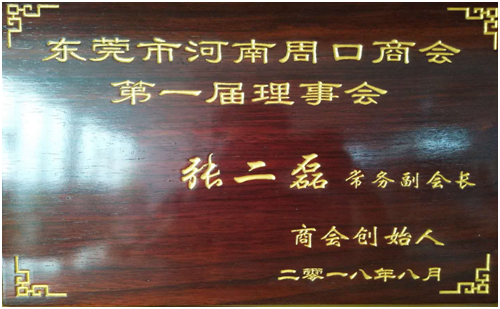 东莞市河南周口商会
第一届理事会
张二磊 常务副会长
商会创始人
二零一八年八月